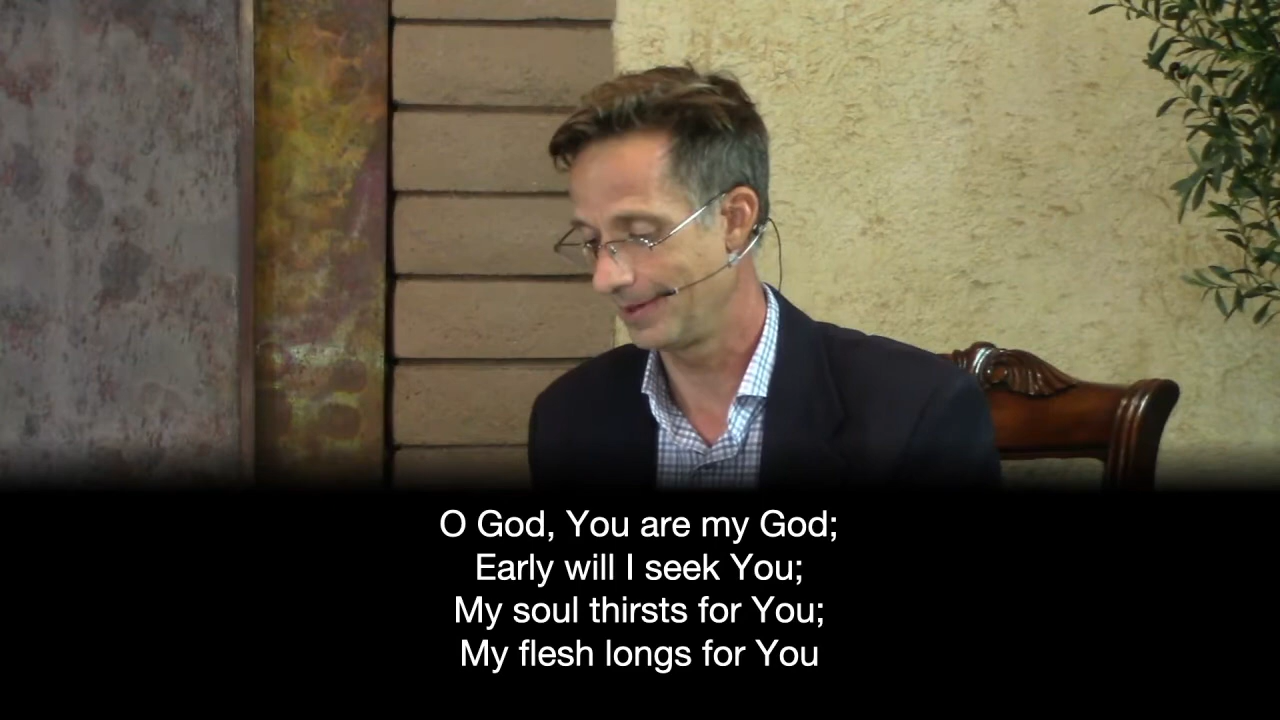 O God, You are my God;
Early will I seek You;
My soul thirsts for You;
My flesh longs for You